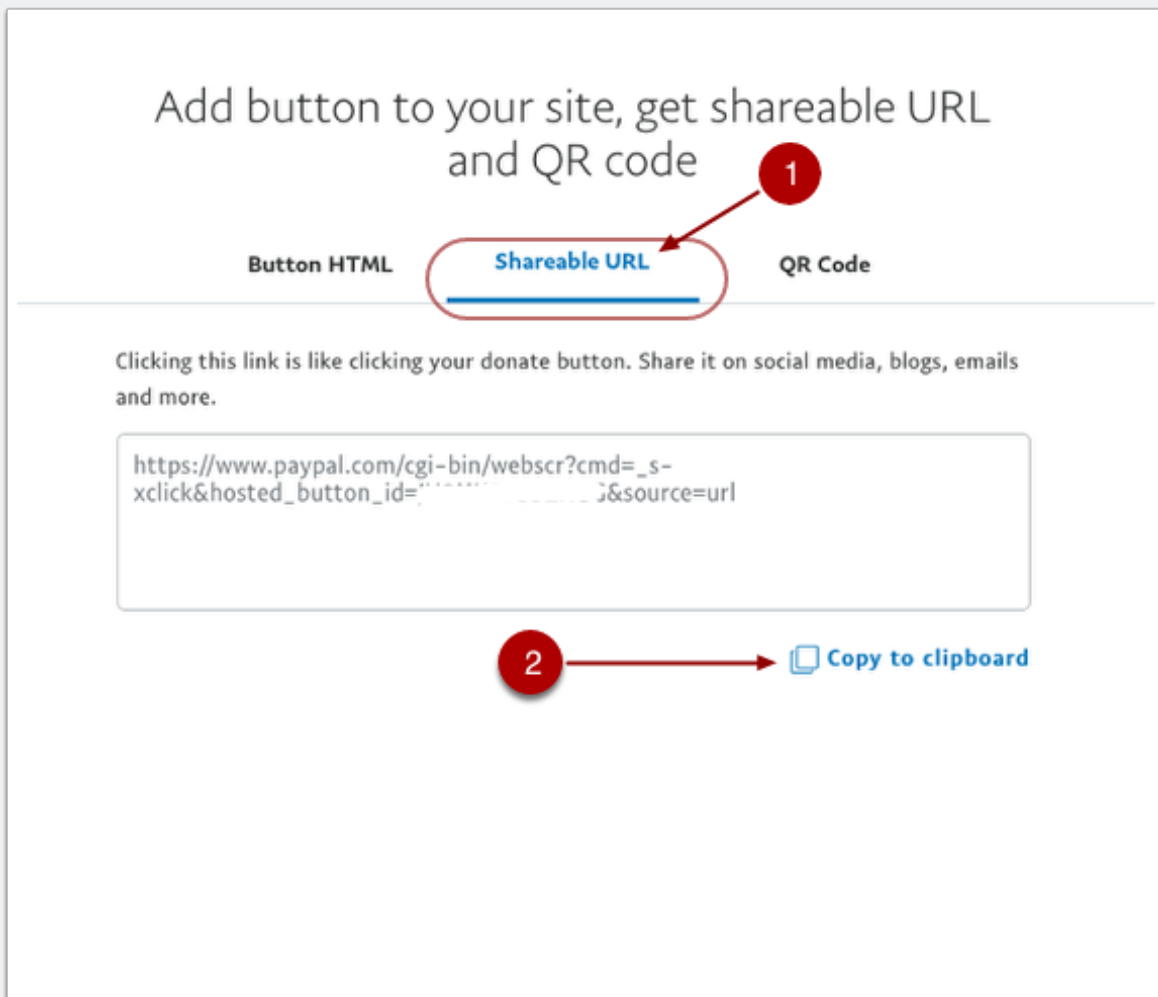 Add button to your site, get shareable URL
and QR code
1
Button HTML Shareable URL QR Code
Clicking this link is like clicking your donate button. Share it on social media, blogs, emails
and more.
https://www.paypal.com/cgi-bin/webscr?cmd=_s-
xclick&hosted_button_id= &source=url
2 Copy to clipboard